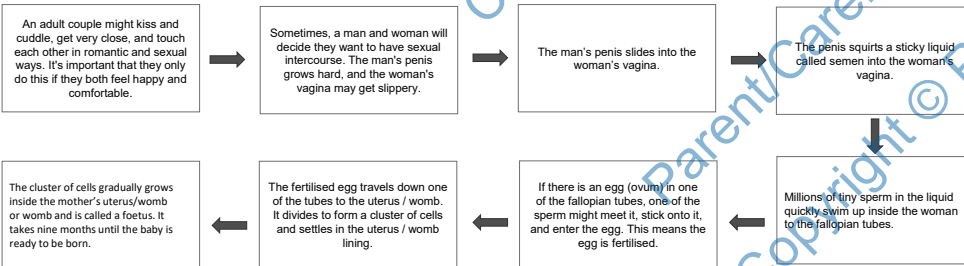 An adult couple might kiss and
cuddle, get very close, and touch
each other in romantic and sexual
ways. It's important that they only
do this if they both feel happy and
comfortable.
Sometimes, a man and woman will
decide they want to have sexual
intercourse. The man's penis
grows hard, and the woman's
vagina may get slippery.
The man's penis slides into the
woman's vagina.
The penis squirts a sticky liquid
called semen into the woman's
vagina.
Millions of tiny sperm in the liquid
quickly swim up inside the woman
to the fallopian tubes.
If there is an egg (ovum) in one
of the fallopian tubes, one of the
sperm might meet it, stick onto it,
and enter the egg. This means the
egg is fertilised.
The fertilised egg travels down one
of the tubes to the uterus / womb.
It divides to form a cluster of cells
and settles in the uterus / womb
lining.
The cluster of cells gradually grows
inside the mother's uterus/womb
or womb and is called a foetus. It
takes nine months until the baby is
ready to be born.
Parent/Care
Copyright ©